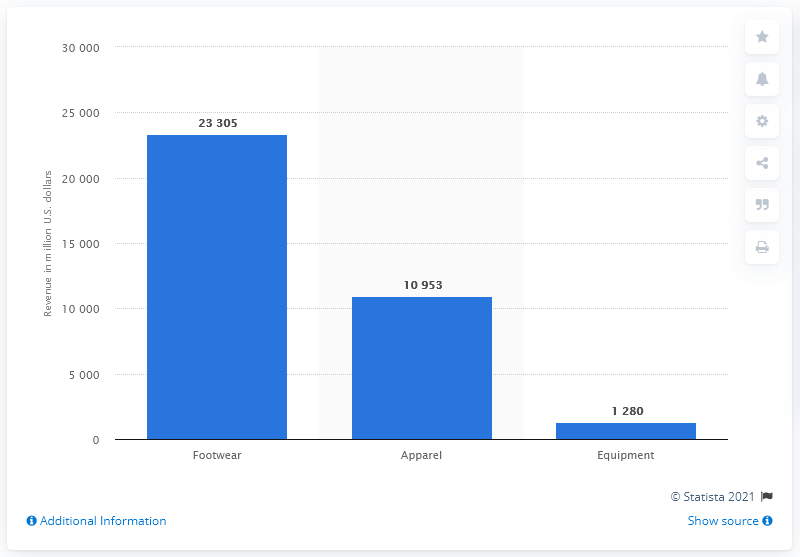 30 000
25 000
20 000
15 000
10 000
5 000
0
Revenue in million U.S. dollars
23 305
10 953
1 280
Footwear
Apparel
Equipment
© Statista 2021
Additional Information
Show source